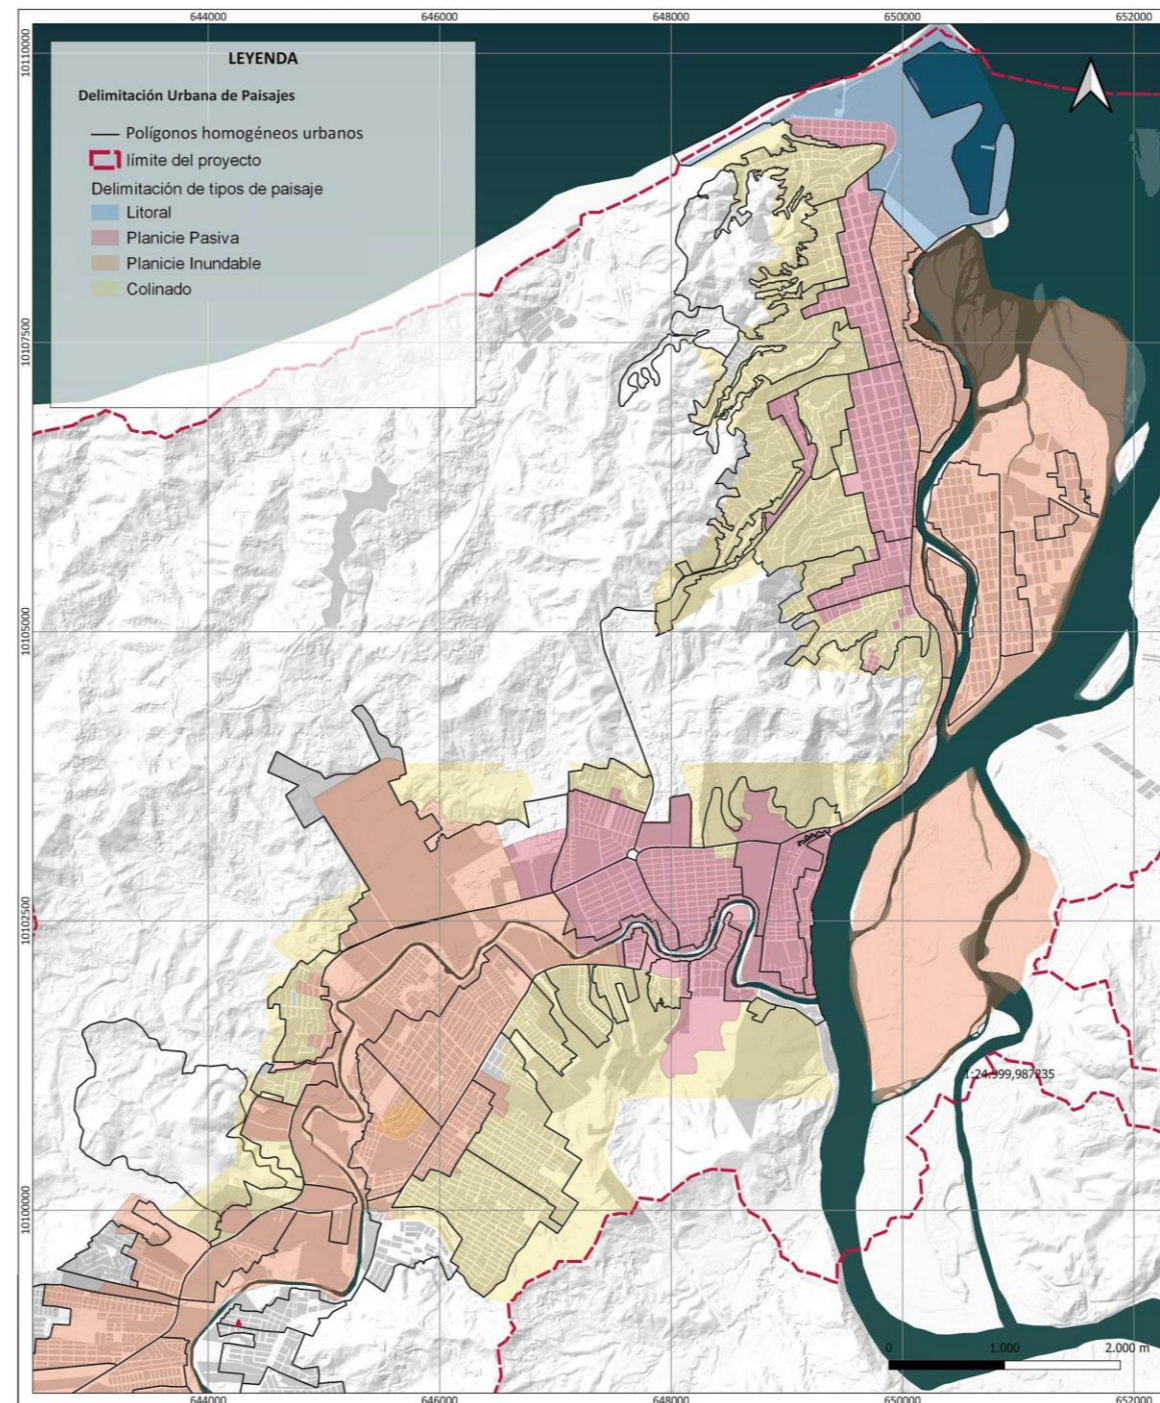 644000 646000 648000 650000 652000
10110000
LEYENDA
Delimitación Urbana de Paisajes
Polígonos homogéneos urbanos
límite del proyecto
Delimitación de tipos de paisaje
Litoral
Planicie Pasiva
Planicie Inundable
Colinado
10107500
10105000
10102500
1:24.999,987235
10100000
0 1.000 2.000 m
644000 646000 648000 650000 652000